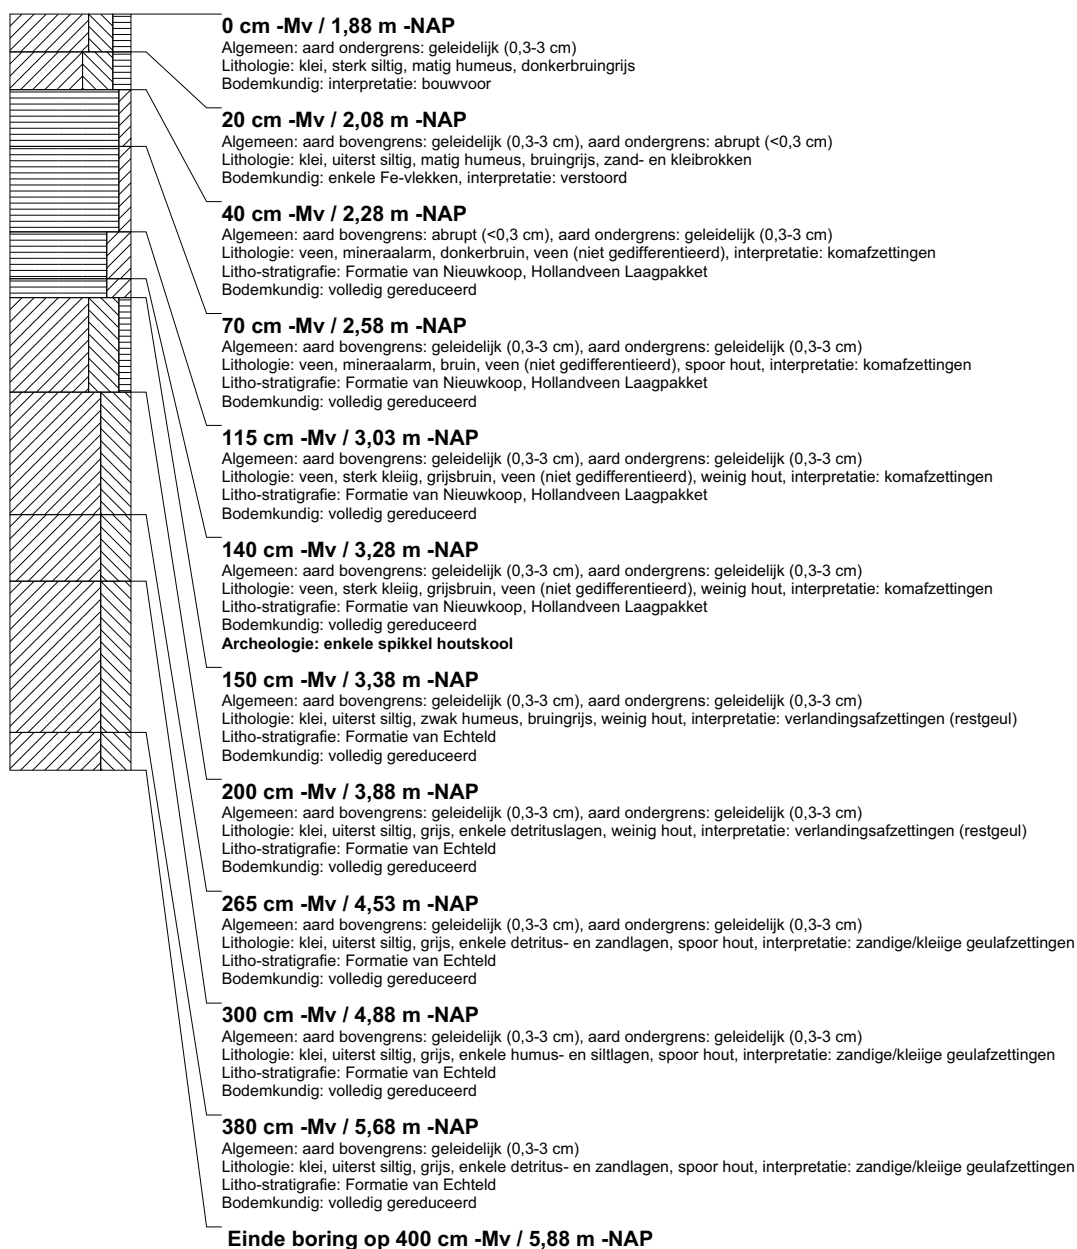 0 cm -Mv / 1,88 m -NAP
Algemeen: aard ondergrens: geleidelijk (0,3-3 cm)
Lithologie: klei, sterk siltig, matig humeus, donkerbruingrijs
Bodemkundig: interpretatie: bouwvoor
20 cm -Mv / 2,08 m -NAP
Algemeen: aard bovengrens: geleidelijk (0,3-3 cm), aard ondergrens: abrupt (<0,3 cm)
Lithologie: klei, uiterst siltig, matig humeus, bruingrijs, zand- en kleibrokken
Bodemkundig: enkele Fe-vlekken, interpretatie: verstoord
40 cm -Mv / 2,28 m -NAP
Algemeen: aard bovengrens: abrupt (<0,3 cm), aard ondergrens: geleidelijk (0,3-3 cm)
Lithologie: veen, mineraalarm, donkerbruin, veen (niet gedifferentieerd), interpretatie: komafzettingen
Litho-stratigrafie: Formatie van Nieuwkoop, Hollandveen Laagpakket
Bodemkundig: volledig gereduceerd
70 cm -Mv / 2,58 m -NAP
Algemeen: aard bovengrens: geleidelijk (0,3-3 cm), aard ondergrens: geleidelijk (0,3-3 cm)
Lithologie: veen, mineraalarm, bruin, veen (niet gedifferentieerd), spoor hout, interpretatie: komafzettingen
Litho-stratigrafie: Formatie van Nieuwkoop, Hollandveen Laagpakket
Bodemkundig: volledig gereduceerd
115 cm -Mv / 3,03 m -NAP
Algemeen: aard bovengrens: geleidelijk (0,3-3 cm), aard ondergrens: geleidelijk (0,3-3 cm)
Lithologie: veen, sterk kleiig, grijsbruin, veen (niet gedifferentieerd), weinig hout, interpretatie: komafzettingen
Litho-stratigrafie: Formatie van Nieuwkoop, Hollandveen Laagpakket
Bodemkundig: volledig gereduceerd
140 cm -Mv / 3,28 m -NAP
Algemeen: aard bovengrens: geleidelijk (0,3-3 cm), aard ondergrens: geleidelijk (0,3-3 cm)
Lithologie: veen, sterk kleiig, grijsbruin, veen (niet gedifferentieerd), weinig hout, interpretatie: komafzettingen
Litho-stratigrafie: Formatie van Nieuwkoop, Hollandveen Laagpakket
Bodemkundig: volledig gereduceerd
Archeologie: enkele spikkel houtskool
150 cm -Mv / 3,38 m -NAP
Algemeen: aard bovengrens: geleidelijk (0,3-3 cm), aard ondergrens: geleidelijk (0,3-3 cm)
Lithologie: klei, uiterst siltig, zwak humeus, bruingrijs, weinig hout, interpretatie: verlandingsafzettingen (restgeul)
Litho-stratigrafie: Formatie van Echteld
Bodemkundig: volledig gereduceerd
200 cm -Mv / 3,88 m -NAP
Algemeen: aard bovengrens: geleidelijk (0,3-3 cm), aard ondergrens: geleidelijk (0,3-3 cm)
Lithologie: klei, uiterst siltig, grijs, enkele detrituslagen, weinig hout, interpretatie: verlandingsafzettingen (restgeul)
Litho-stratigrafie: Formatie van Echteld
Bodemkundig: volledig gereduceerd
265 cm -Mv / 4,53 m -NAP
Algemeen: aard bovengrens: geleidelijk (0,3-3 cm), aard ondergrens: geleidelijk (0,3-3 cm)
Lithologie: klei, uiterst siltig, grijs, enkele detritus- en zandlagen, spoor hout, interpretatie: zandige/kleiige geulafzettingen
Litho-stratigrafie: Formatie van Echteld
Bodemkundig: volledig gereduceerd
300 cm -Mv / 4,88 m -NAP
Algemeen: aard bovengrens: geleidelijk (0,3-3 cm), aard ondergrens: geleidelijk (0,3-3 cm)
Lithologie: klei, uiterst siltig, grijs, enkele humus- en siltlagen, spoor hout, interpretatie: zandige/kleiige geulafzettingen
Litho-stratigrafie: Formatie van Echteld
Bodemkundig: volledig gereduceerd
380 cm -Mv / 5,68 m -NAP
Algemeen: aard bovengrens: geleidelijk (0,3-3 cm)
Lithologie: klei, uiterst siltig, grijs, enkele detritus- en zandlagen, spoor hout, interpretatie: zandige/kleiige geulafzettingen
Litho-stratigrafie: Formatie van Echteld
Bodemkundig: volledig gereduceerd
Einde boring op 400 cm -Mv / 5,88 m -NAP